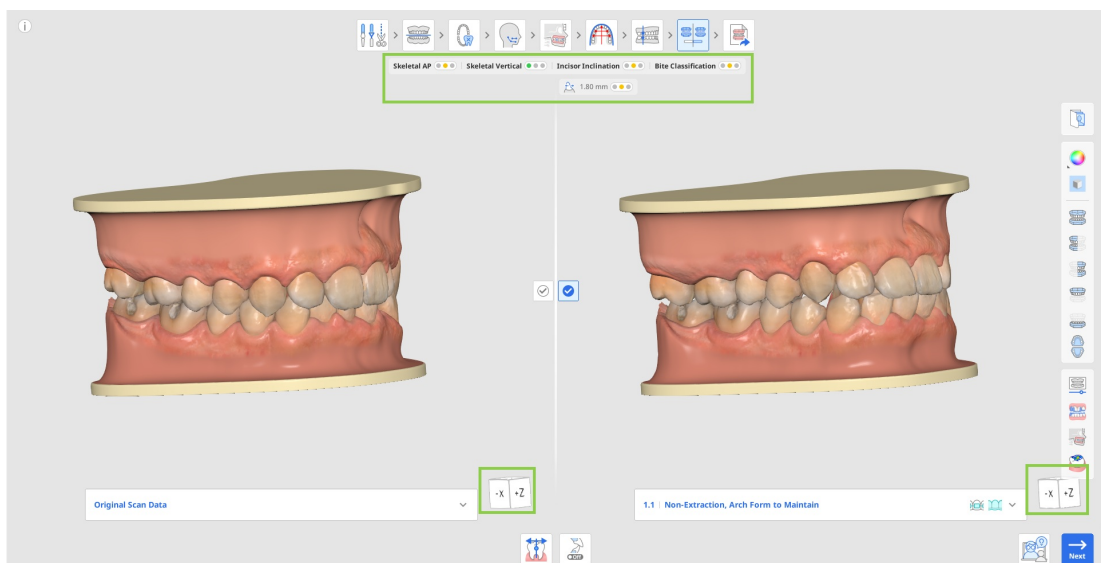 i
Skeletal AP | Skeletal Vertical | Incisor Inclination | Bite Classification
1.80 mm
-X +Z
-X +Z
Original Scan Data
1.1 | Non-Extraction, Arch Form to Maintain
Off
Next